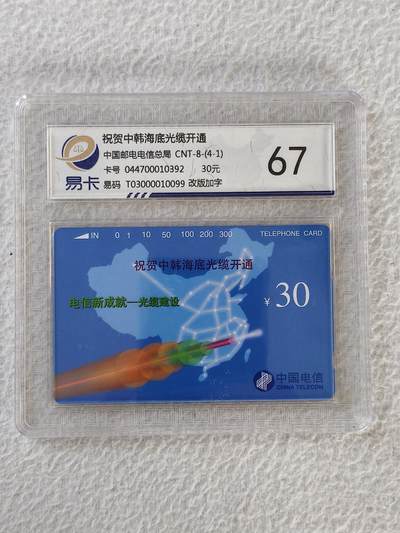 祝贺中韩海底光缆开通
中国邮电电信总局 CNT-8-(4-1)
卡号 044700010392 30元
易码 T03000010099 改版加字
易卡
67
IN 0 1 10 50 100 200 300 TELEPHONE CARD
祝贺中韩海底光缆开通
电信新成就—光缆建设
¥ 30
中国电信
CHINA TELECOM